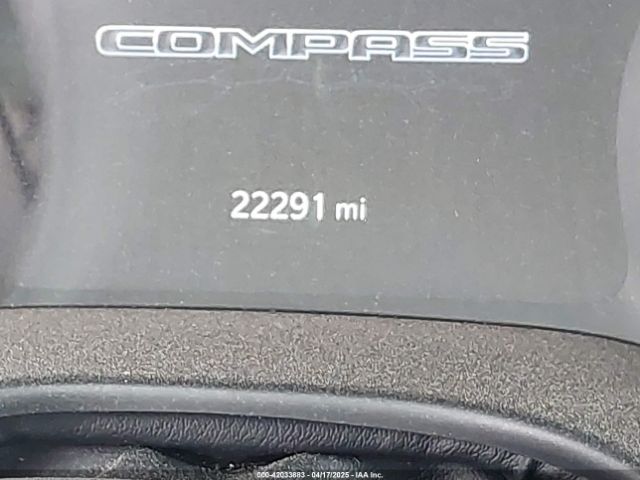 COMPASS
22291 mi
000-42033883 - 04/17/2025 - IAA Inc.